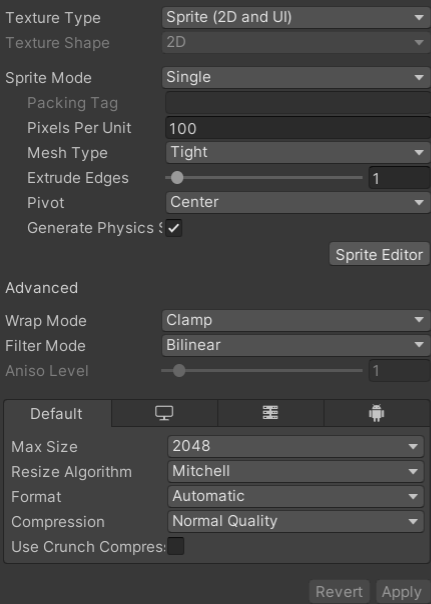 Texture Type Sprite (2D and UI)
Texture Shape 2D
Sprite Mode Single
Packing Tag
Pixels Per Unit 100
Mesh Type Tight
Extrude Edges 1
Pivot Center
Generate Physics S
Sprite Editor
Advanced
Wrap Mode Clamp
Filter Mode Bilinear
Aniso Level 1
Default
Max Size 2048
Resize Algorithm Mitchell
Format Automatic
Compression Normal Quality
Use Crunch Compres
Revert Apply